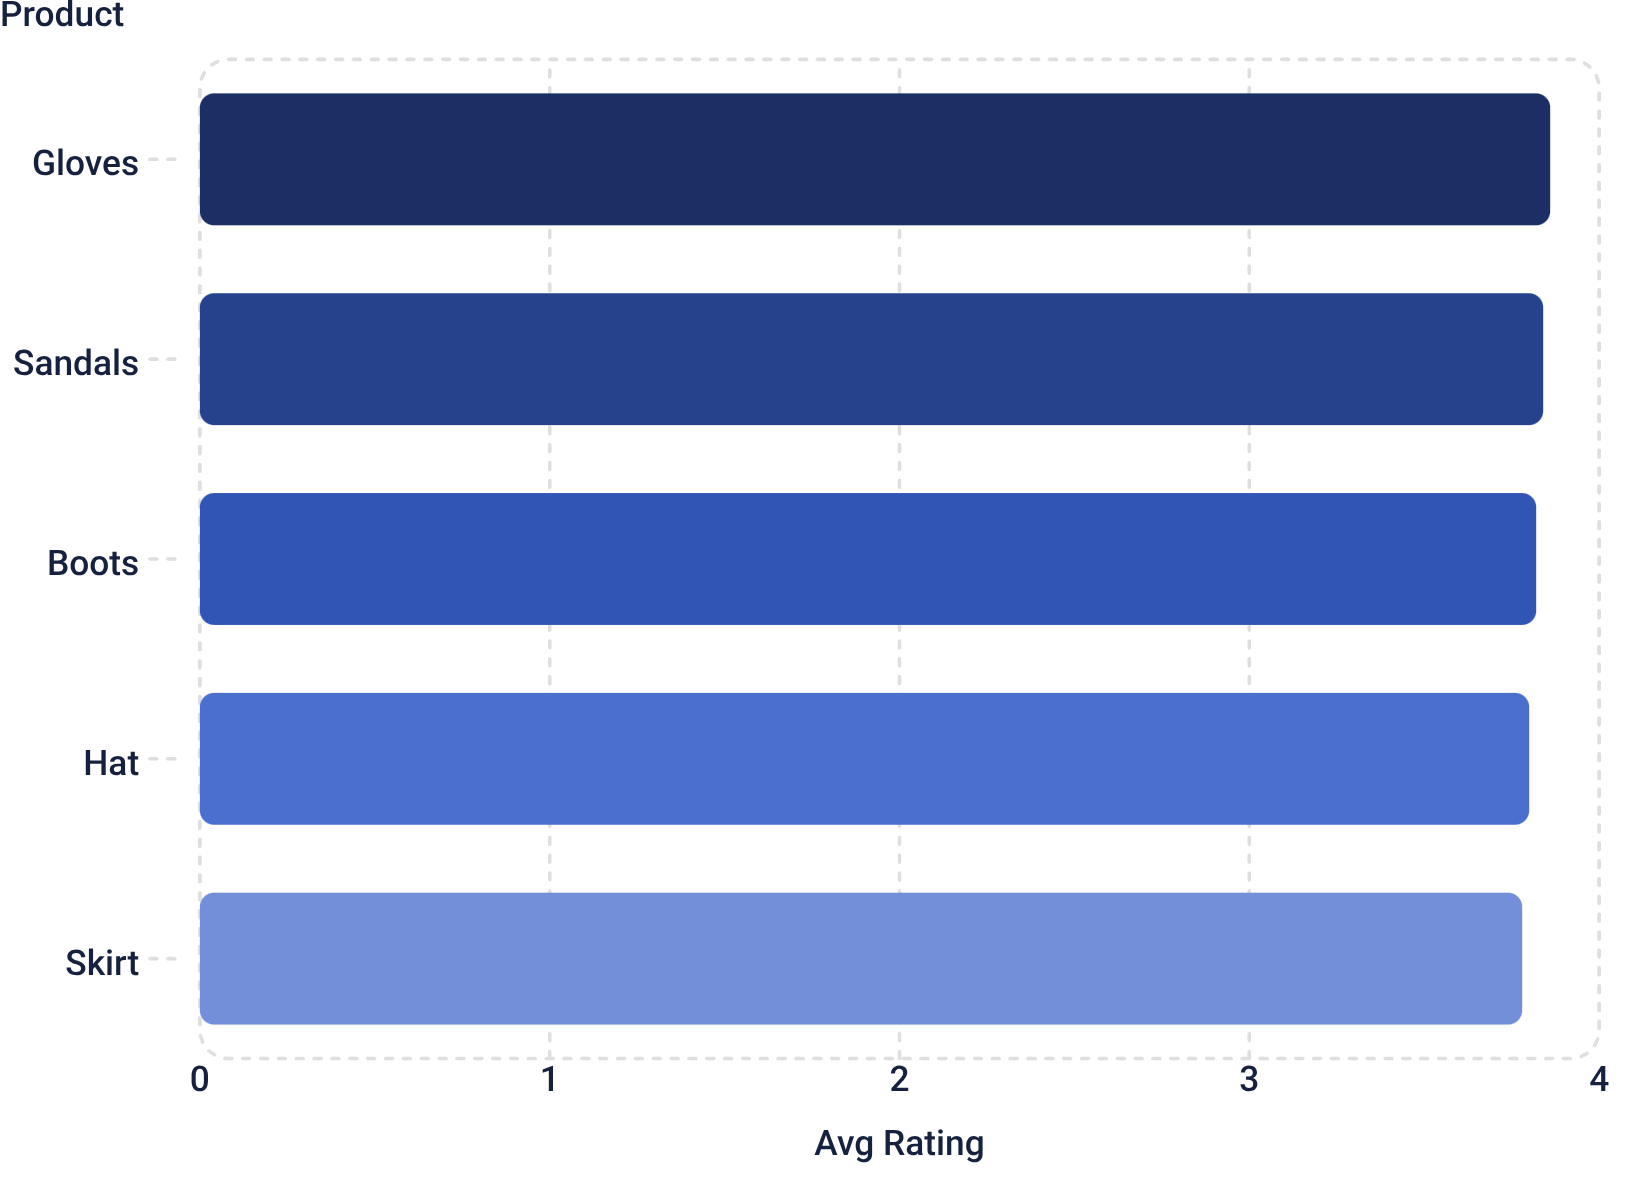 Product
Gloves
Sandals
Boots
Hat
Skirt
0 1 2 3 4
Avg Rating